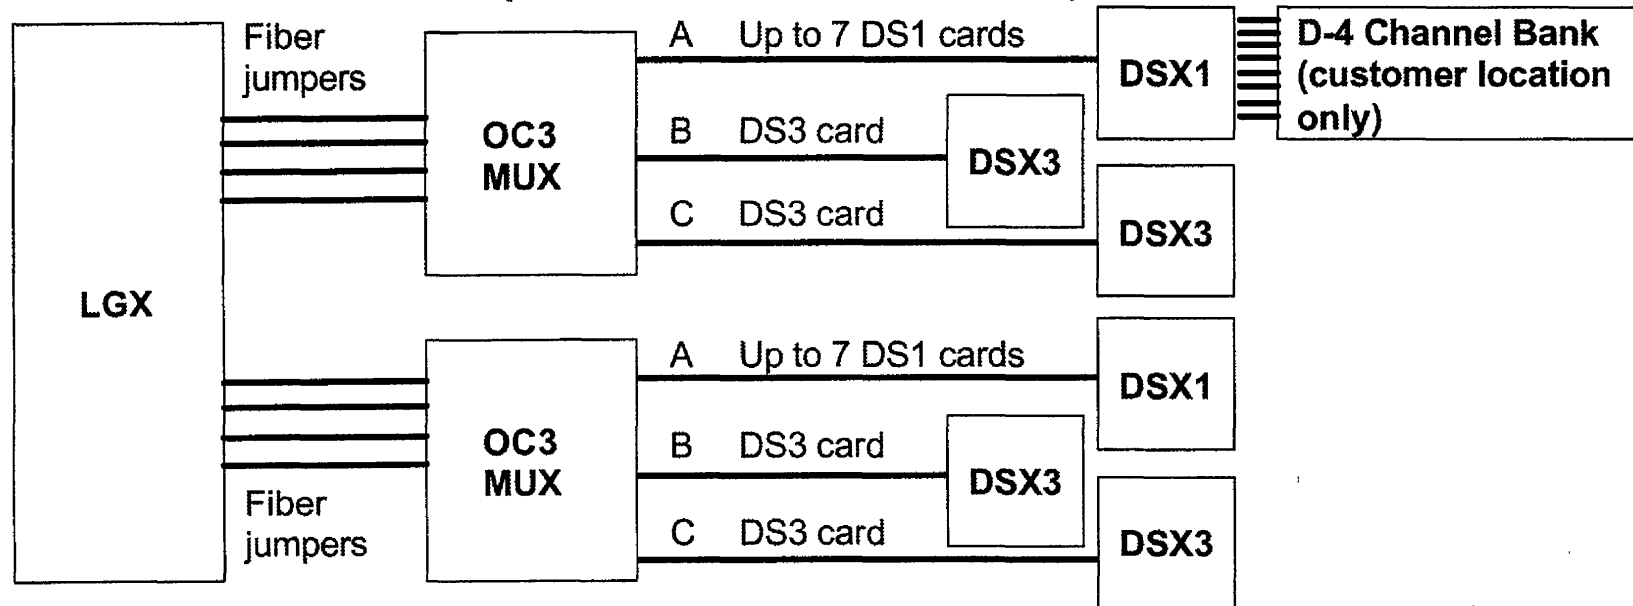 Fiber
jumpers
LGX
OC3
MUX
A Up to 7 DS1 cards
B DS3 card
C DS3 card
DSX1
DSX3
DSX3
D-4 Channel Bank
(customer location
only)
Fiber
jumpers
OC3
MUX
A Up to 7 DS1 cards
B DS3 card
C DS3 card
DSX1
DSX3
DSX3